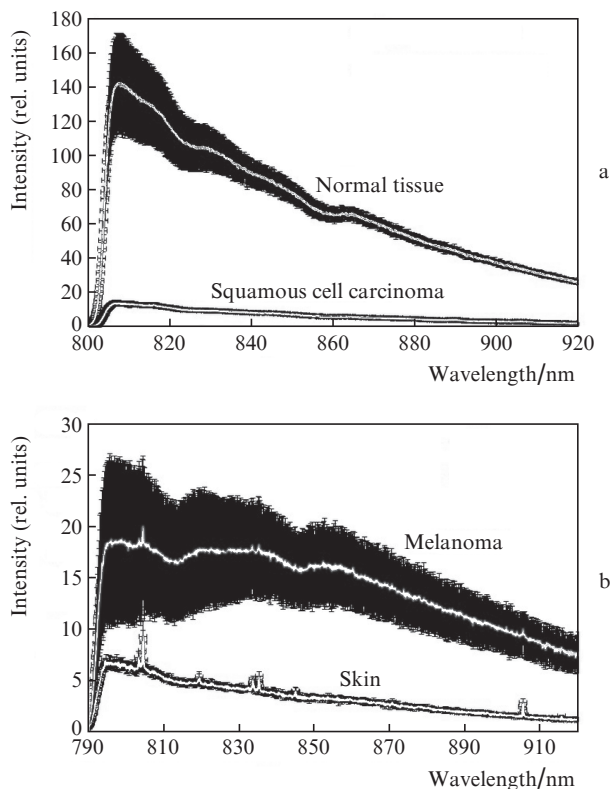 Intensity (rel. units)
160
140
120
100
80
60
40
20
0
Normal tissue
Squamous cell carcinoma
800 820 840 860 880 900 920
Wavelength/nm
a
Intensity (rel. units)
30
25
20
15
10
5
0
Melanoma
Skin
790 810 830 850 870 890 910
Wavelength/nm
b